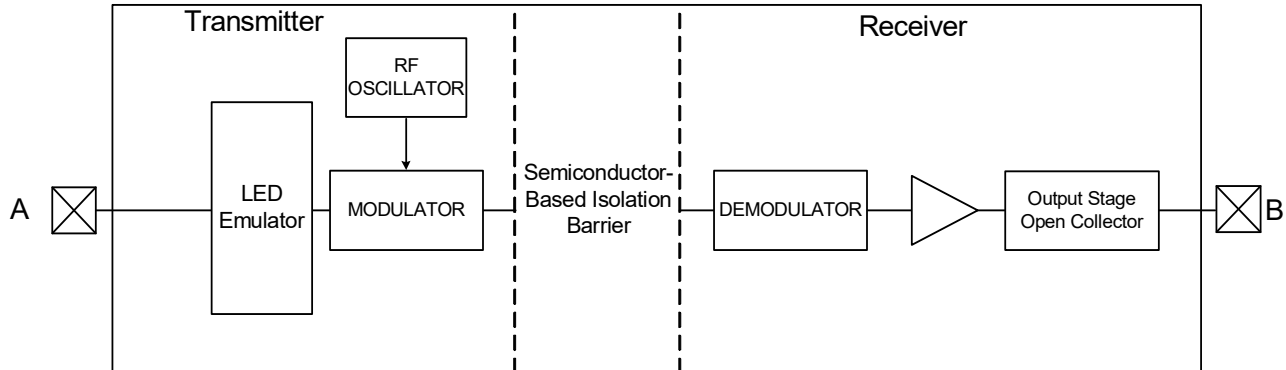 Transmitter
Receiver
RF
OSCILLATOR
A
LED
Emulator
MODULATOR
Semiconductor-
Based Isolation
Barrier
DEMODULATOR
Output Stage
Open Collector
B